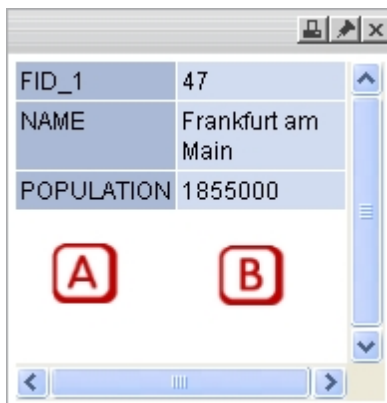 FID_1 47
NAME Frankfurt am
Main
POPULATION 1855000
A B